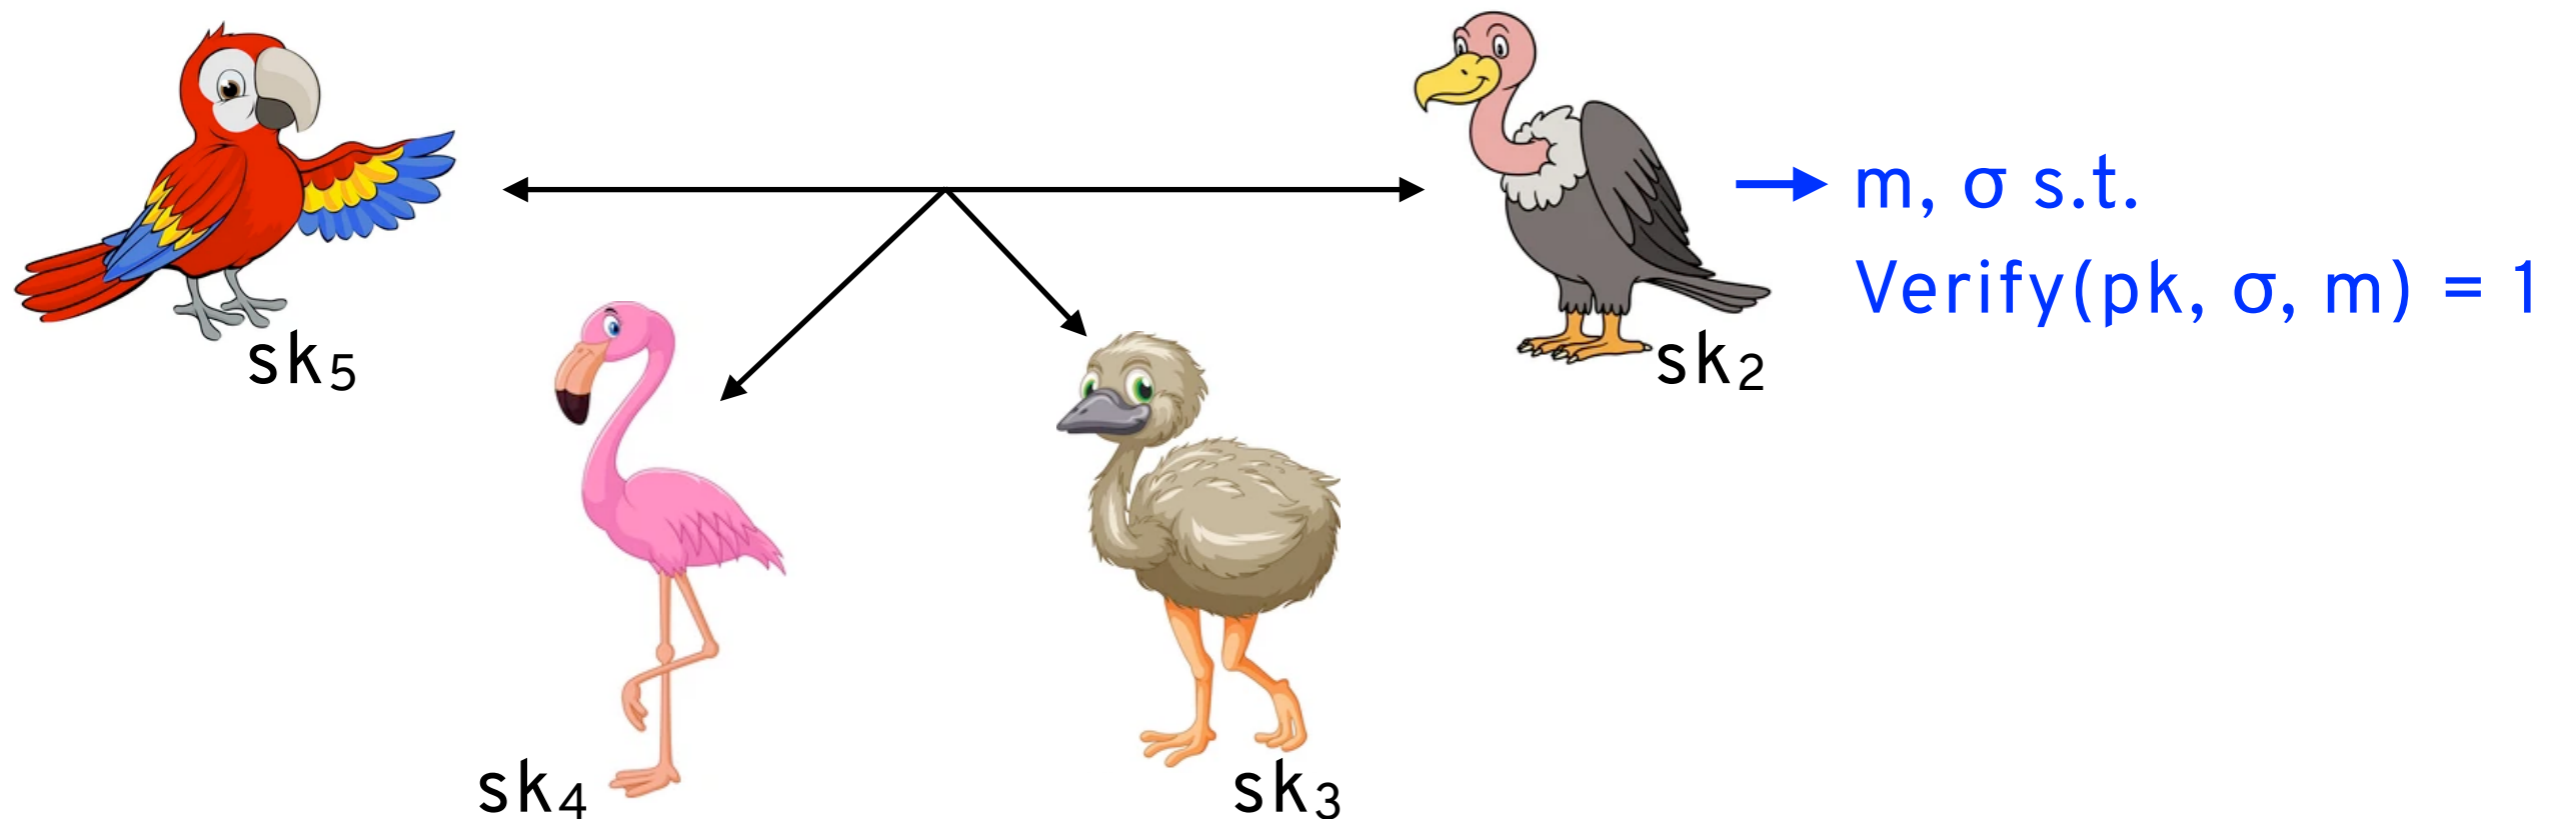 m, σ s.t.
Verify(pk, σ, m) = 1
sk₅
sk₂
sk₄
sk₃